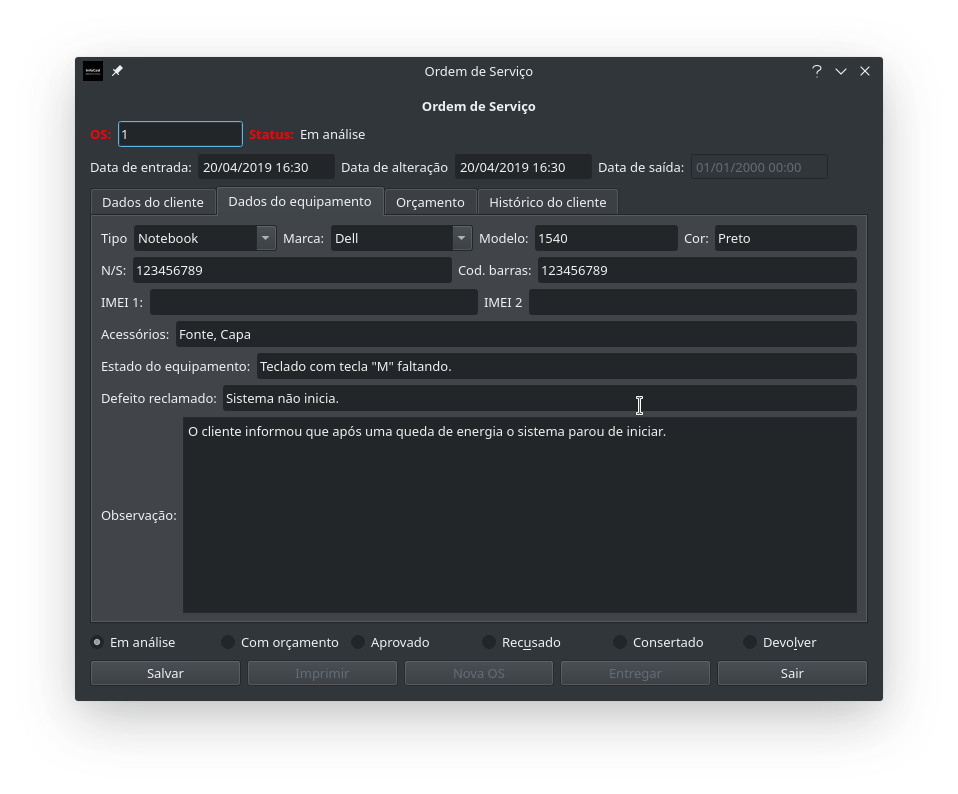 Ordem de Serviço
Ordem de Serviço
OS: 1 Status: Em análise
Data de entrada: 20/04/2019 16:30 Data de alteração 20/04/2019 16:30 Data de saída: 01/01/2000 00:00
Dados do cliente Dados do equipamento Orçamento Histórico do cliente
Tipo Notebook Marca: Dell Modelo: 1540 Cor: Preto
N/S: 123456789 Cod. barras: 123456789
IMEI 1: IMEI 2
Acessórios: Fonte, Capa
Estado do equipamento: Teclado com tecla "M" faltando.
Defeito reclamado: Sistema não inicia.
O cliente informou que após uma queda de energia o sistema parou de iniciar.
Observação:
Em análise Com orçamento Aprovado Recusado Consertado Devolver
Salvar Imprimir Nova OS Entregar Sair